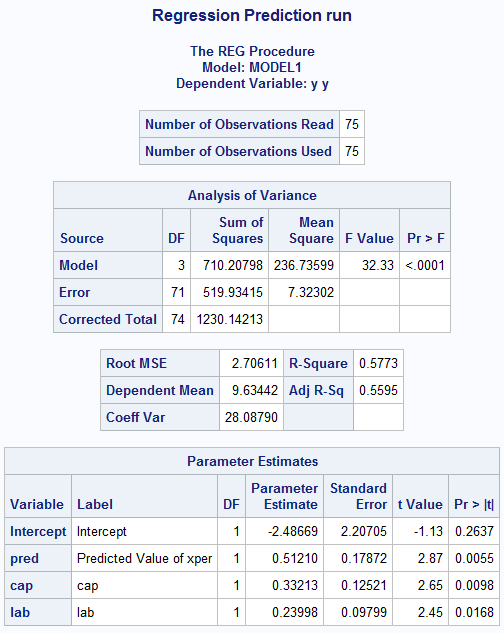 Regression Prediction run
The REG Procedure
Model: MODEL1
Dependent Variable: y y
Number of Observations Read 75
Number of Observations Used 75
Analysis of Variance
Source DF Sum of Squares Mean Square F Value Pr > F
Model 3 710.20798 236.73599 32.33 <.0001
Error 71 519.93415 7.32302
Corrected Total 74 1230.14213
Root MSE 2.70611 R-Square 0.5773
Dependent Mean 9.63442 Adj R-Sq 0.5595
Coeff Var 28.08790
Parameter Estimates
Variable Label DF Parameter Estimate Standard Error t Value Pr > |t|
Intercept Intercept 1 -2.48669 2.20705 -1.13 0.2637
pred Predicted Value of xper 1 0.51210 0.17872 2.87 0.0055
cap cap 1 0.33213 0.12521 2.65 0.0098
lab lab 1 0.23998 0.09799 2.45 0.0168